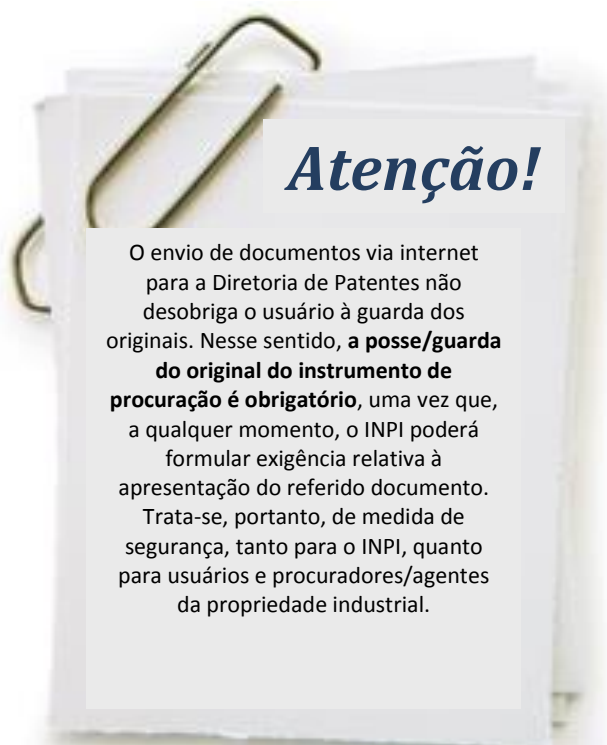 Atenção!
O envio de documentos via internet
para a Diretoria de Patentes não
desobriga o usuário à guarda dos
originais. Nesse sentido, a posse/guarda
do original do instrumento de
procuração é obrigatório, uma vez que,
a qualquer momento, o INPI poderá
formular exigência relativa à
apresentação do referido documento.
Trata-se, portanto, de medida de
segurança, tanto para o INPI, quanto
para usuários e procuradores/agentes
da propriedade industrial.